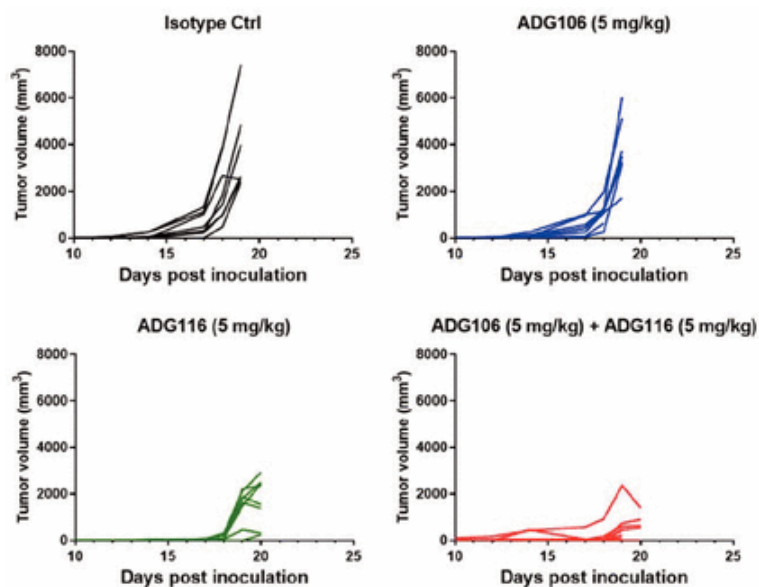 Isotype Ctrl
Tumor volume (mm³)
8000
6000
4000
2000
0
10 15 20 25
Days post inoculation
ADG106 (5 mg/kg)
Tumor volume (mm³)
8000
6000
4000
2000
0
10 15 20 25
Days post inoculation
ADG116 (5 mg/kg)
Tumor volume (mm³)
8000
6000
4000
2000
0
10 15 20 25
Days post inoculation
ADG106 (5 mg/kg) + ADG116 (5 mg/kg)
Tumor volume (mm³)
8000
6000
4000
2000
0
10 15 20 25
Days post inoculation